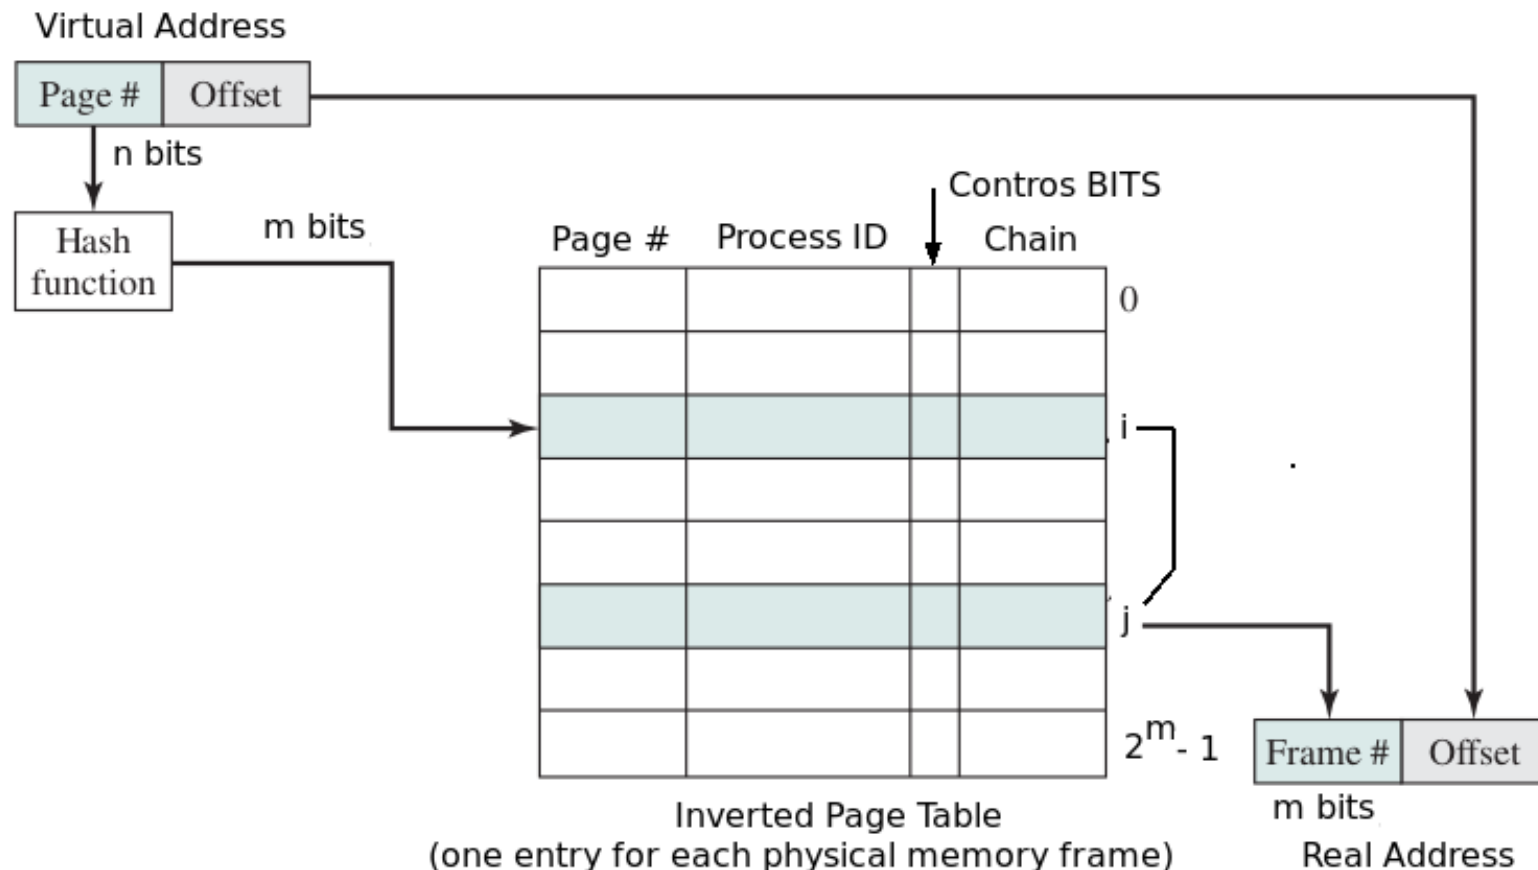 Virtual Address
Page # Offset
n bits
Hash
function
m bits
Contros BITS
Page # Process ID Chain
0
i
j
2^m - 1
Frame # Offset
m bits
Inverted Page Table
(one entry for each physical memory frame)
Real Address